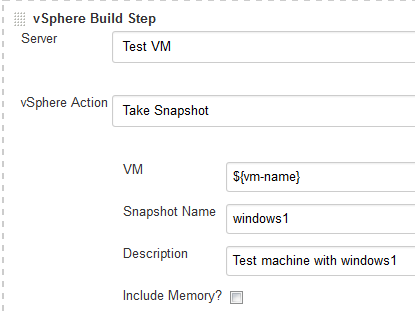 vSphere Build Step
Server
Test VM
vSphere Action
Take Snapshot
VM
${vm-name}
Snapshot Name
windows1
Description
Test machine with windows1
Include Memory?